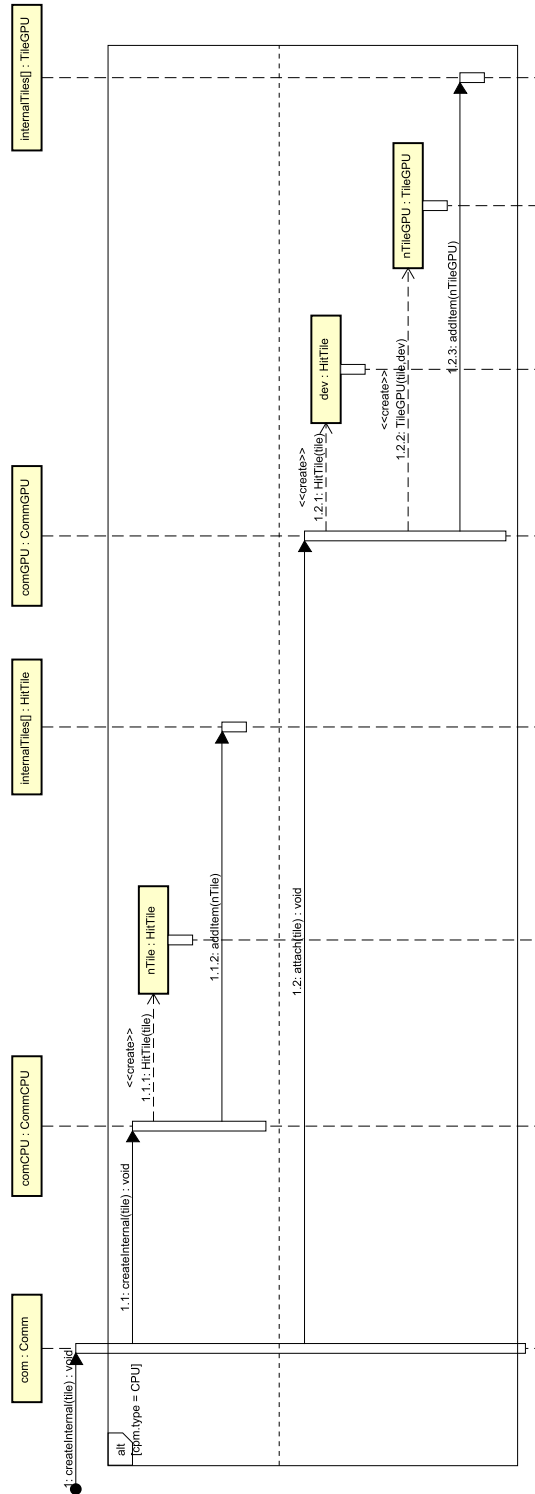 com : Comm
comCPU : CommCPU
internalTiles[] : HitTile
comGPU : CommGPU
internalTiles[] : TileGPU
1: createInternal(tile) : void
alt
[cpm.type = CPU]
1.1: createInternal(tile) : void
<<create>>
1.1.1: HitTile(tile)
nTile : HitTile
1.1.2: addItem(nTile)
1.2: attach(tile) : void
<<create>>
1.2.1: HitTile(tile)
dev : HitTile
<<create>>
1.2.2: TileGPU(tile,dev)
nTileGPU : TileGPU
1.2.3: addItem(nTileGPU)